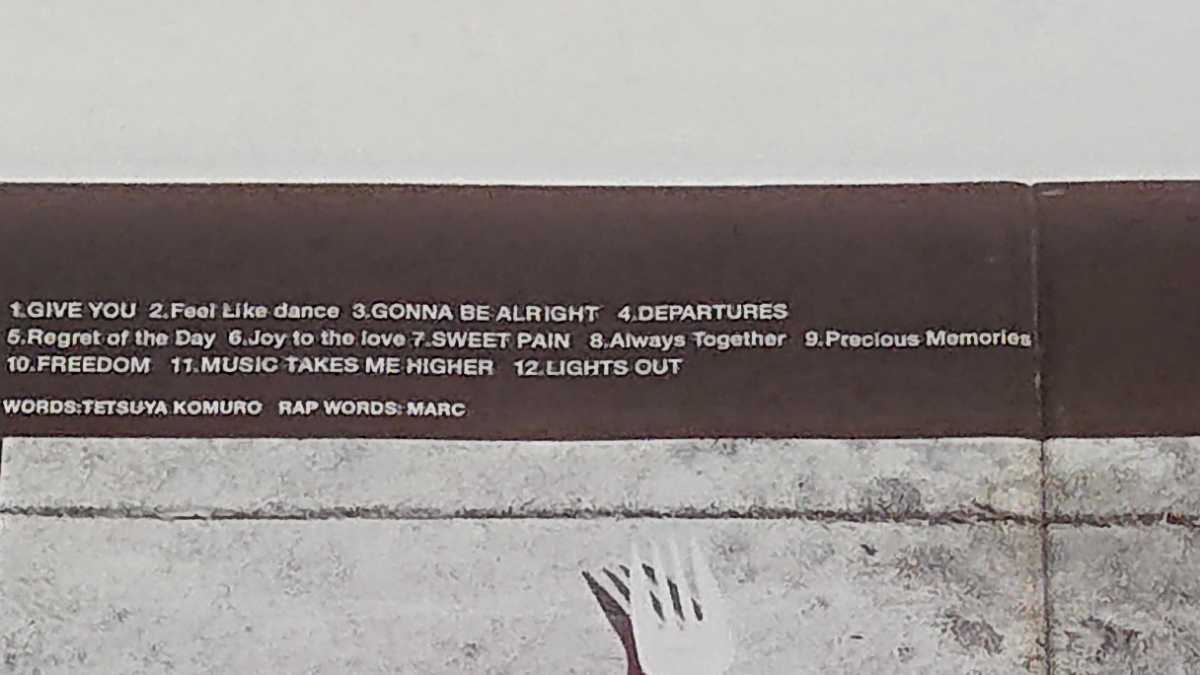 1.GIVE YOU 2.Feel Like dance 3.GONNA BE ALRIGHT 4.DEPARTURES
5.Regret of the Day 6.Joy to the love 7.SWEET PAIN 8.Always Together 9.Precious Memories
10.FREEDOM 11.MUSIC TAKES ME HIGHER 12.LIGHTS OUT
WORDS:TETSUYA KOMURO RAP WORDS: MARC